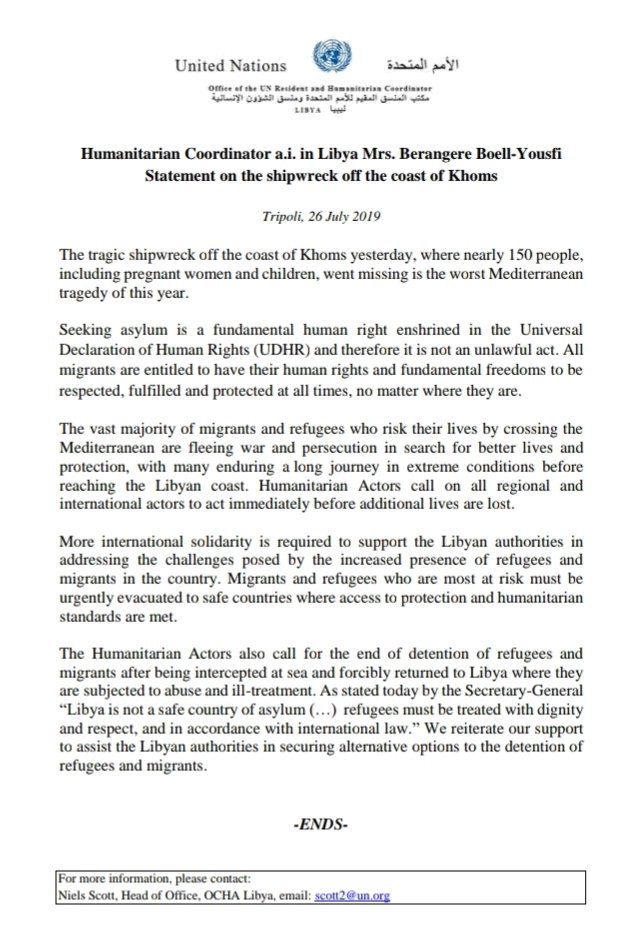 United Nations
الأمم المتحدة
Office of the UN Resident and Humanitarian Coordinator
مكتب المنسق المقيم للأمم المتحدة ومنسق الشؤون الإنسانية
LIBYA ليبيا
Humanitarian Coordinator a.i. in Libya Mrs. Berangere Boell-Yousfi
Statement on the shipwreck off the coast of Khoms
Tripoli, 26 July 2019
The tragic shipwreck off the coast of Khoms yesterday, where nearly 150 people,
including pregnant women and children, went missing is the worst Mediterranean
tragedy of this year.
Seeking asylum is a fundamental human right enshrined in the Universal
Declaration of Human Rights (UDHR) and therefore it is not an unlawful act. All
migrants are entitled to have their human rights and fundamental freedoms to be
respected, fulfilled and protected at all times, no matter where they are.
The vast majority of migrants and refugees who risk their lives by crossing the
Mediterranean are fleeing war and persecution in search for better lives and
protection, with many enduring a long journey in extreme conditions before
reaching the Libyan coast. Humanitarian Actors call on all regional and
international actors to act immediately before additional lives are lost.
More international solidarity is required to support the Libyan authorities in
addressing the challenges posed by the increased presence of refugees and
migrants in the country. Migrants and refugees who are most at risk must be
urgently evacuated to safe countries where access to protection and humanitarian
standards are met.
The Humanitarian Actors also call for the end of detention of refugees and
migrants after being intercepted at sea and forcibly returned to Libya where they
are subjected to abuse and ill-treatment. As stated today by the Secretary-General
“Libya is not a safe country of asylum (…) refugees must be treated with dignity
and respect, and in accordance with international law.” We reiterate our support
to assist the Libyan authorities in securing alternative options to the detention of
refugees and migrants.
-ENDS-
For more information, please contact:
Niels Scott, Head of Office, OCHA Libya, email: scott2@un.org